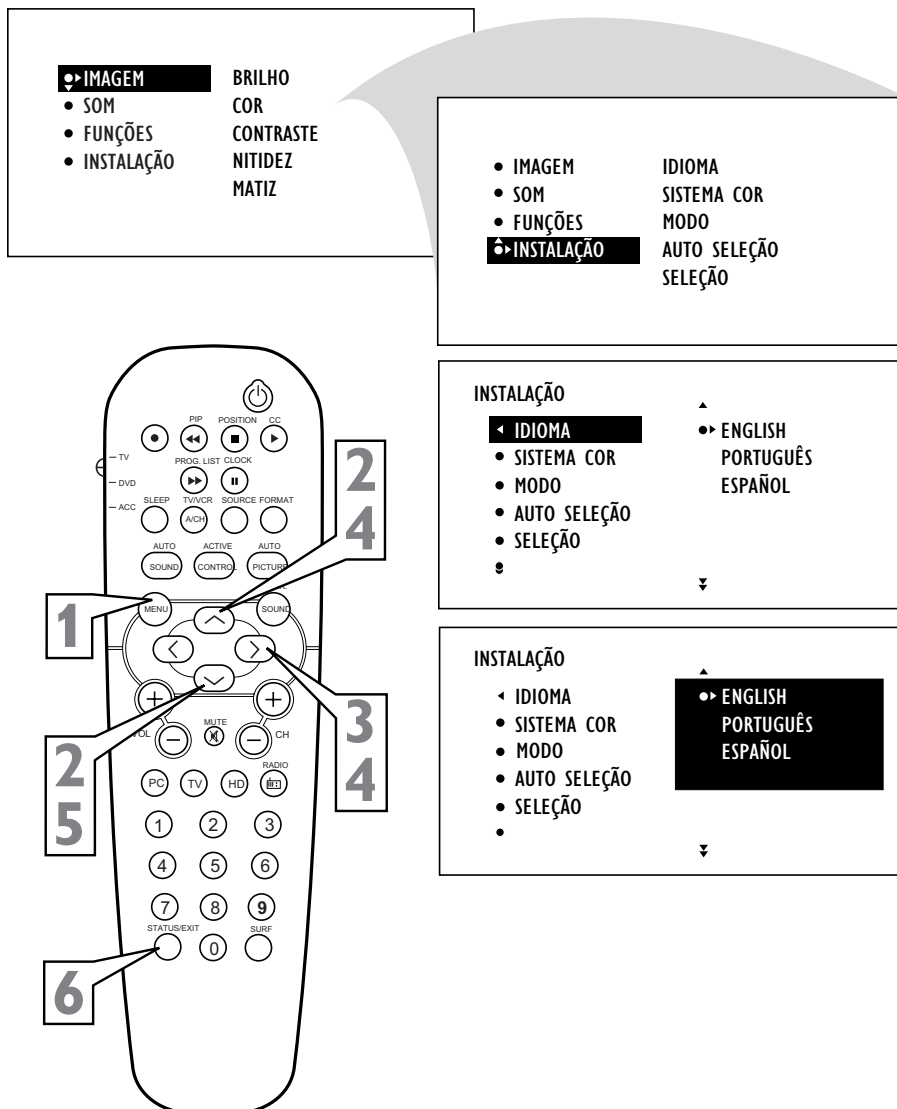 IMAGEM BRILHO
SOM COR
FUNÇÕES CONTRASTE
INSTALAÇÃO NITIDEZ
MATIZ
IMAGEM IDIOMA
SOM SISTEMA COR
FUNÇÕES MODO
INSTALAÇÃO AUTO SELEÇÃO
SELEÇÃO
INSTALAÇÃO
IDIOMA ENGLISH
SISTEMA COR PORTUGUÊS
MODO ESPAÑOL
AUTO SELEÇÃO
SELEÇÃO
INSTALAÇÃO
IDIOMA ENGLISH
SISTEMA COR PORTUGUÊS
MODO ESPAÑOL
AUTO SELEÇÃO
SELEÇÃO
PIP POSITION CC
TV
PROG. LIST CLOCK
DVD
ACC
SLEEP TV/VCR SOURCE FORMAT
A/CH
AUTO ACTIVE AUTO
SOUND CONTROL PICTURE
MENU SOUND
MUTE
VOL CH
RADIO
PC TV HD
1 2 3
4 5 6
7 8 9
STATUS/EXIT SURF
0
2
4
1
3
4
2
5
6